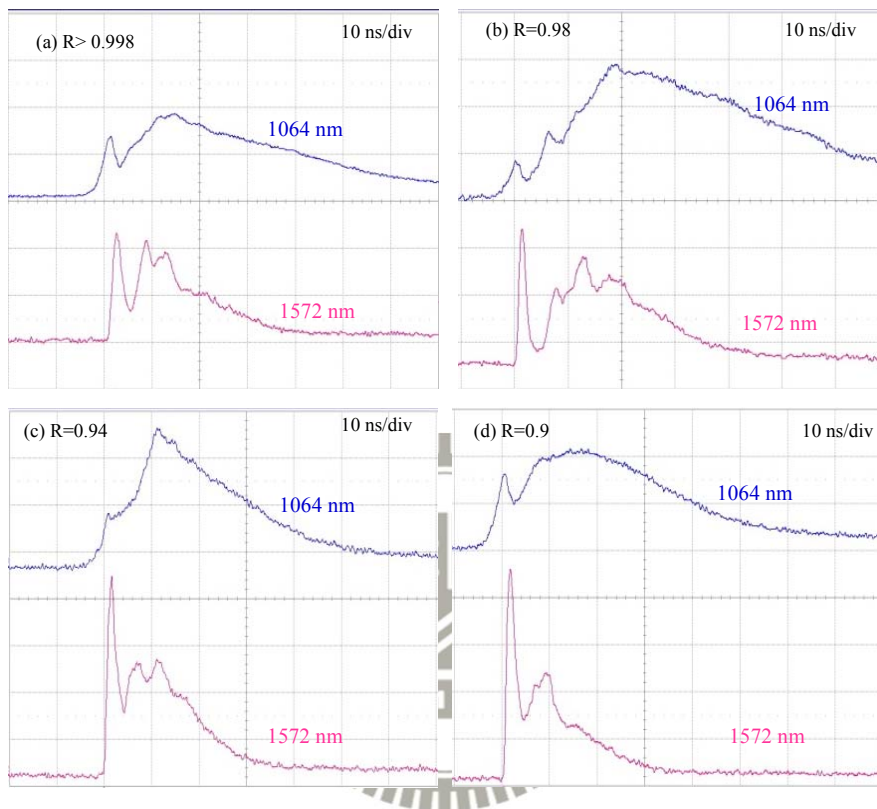 (a) R> 0.998
10 ns/div
1064 nm
1572 nm
(b) R=0.98
10 ns/div
1064 nm
1572 nm
(c) R=0.94
10 ns/div
1064 nm
1572 nm
(d) R=0.9
10 ns/div
1064 nm
1572 nm